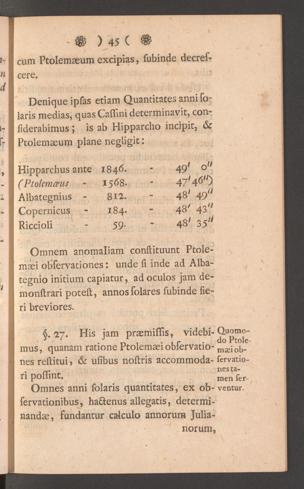 ) 45 (
cum Ptolemæum excipias, subinde decres-
cere.
Denique ipsas etiam Quantitates anni so-
laris medias, quas Cassini determinavit, con-
siderabimus; is ab Hipparcho incipit, &
Ptolemæum plane negligit:
Hipparchus ante 1846. - 49' 0"
(Ptolemæus - 1568. - 47' 46")
Albategnius - 812. - 48' 49"
Copernicus - 184. - 48' 43"
Riccioli - 59. 48' 35"
Omnem anomaliam constituunt Ptole-
mæi observationes: unde si inde ad Alba-
tegnio initium capiatur, ad oculos jam de-
monstrari potest, annos solares subinde fie-
ri breviores.
§. 27. His jam præmissis, videbi-
mus, quanam ratione Ptolemæi observatio-
nes restitui, & usibus nostris accommoda-
ri possint.
Quomo-
do Ptole-
mæi ob-
servatio-
nes ta-
men ser-
ventur.
Omnes anni solaris quantitates, ex ob-
servationibus, hactenus allegatis, determi-
nandæ, fundantur calculo annorum Julia-
norum,